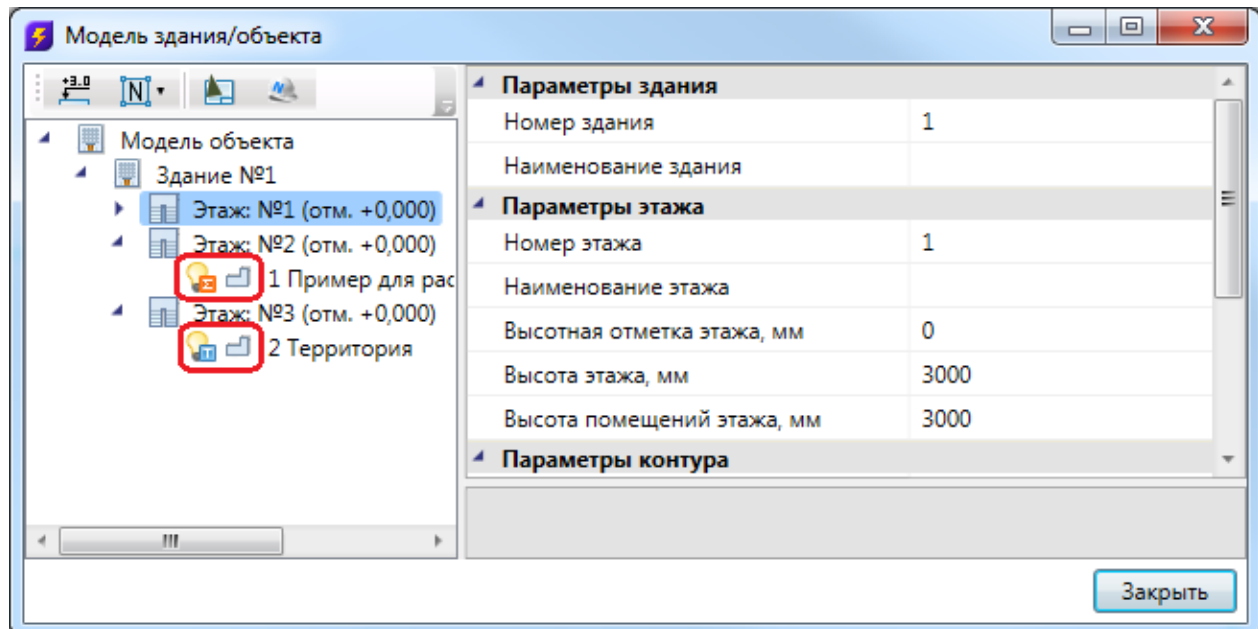 Модель здания/объекта
+3.0
N
Модель объекта
Здание №1
Этаж: №1 (отм. +0,000)
Этаж: №2 (отм. +0,000)
Σ 1 Пример для рас
Этаж: №3 (отм. +0,000)
T 2 Территория
Параметры здания
Номер здания 1
Наименование здания
Параметры этажа
Номер этажа 1
Наименование этажа
Высотная отметка этажа, мм 0
Высота этажа, мм 3000
Высота помещений этажа, мм 3000
Параметры контура
Закрыть